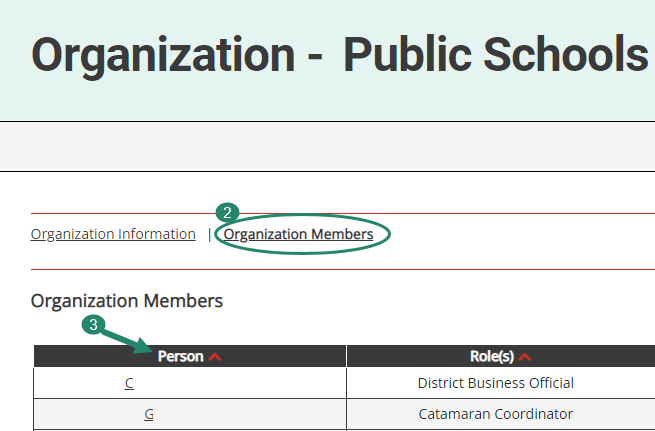 Organization - Public Schools
2
Organization Information | Organization Members
Organization Members
3
Person Role(s)
C District Business Official
G Catamaran Coordinator